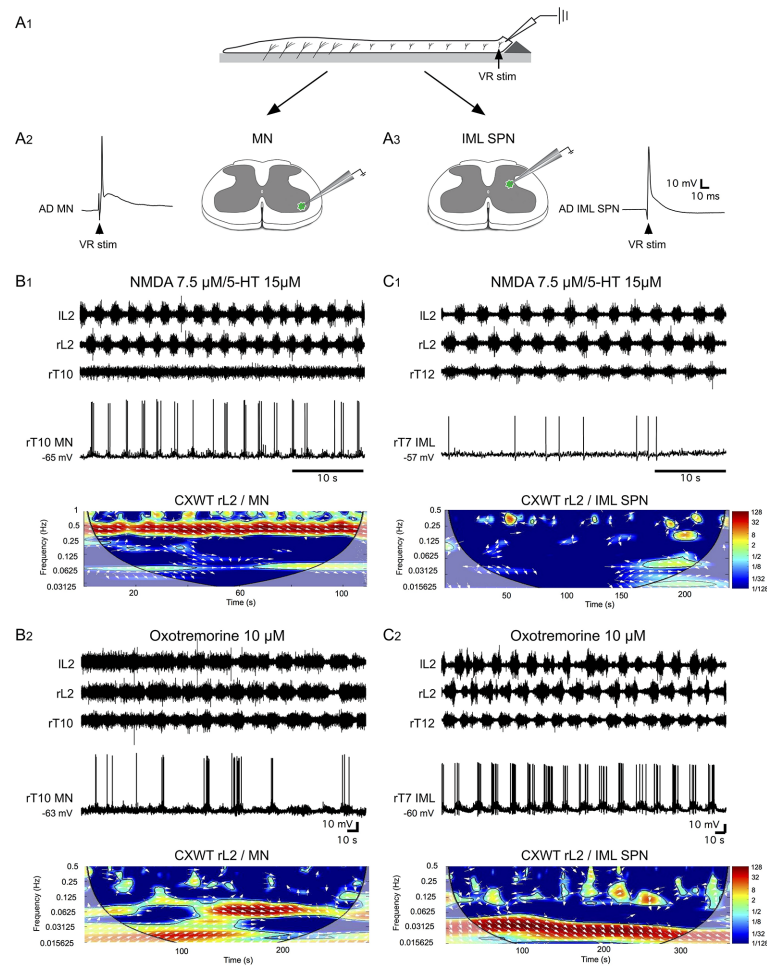 A1
VR stim
A2
MN
A3
IML SPN
AD MN
VR stim
AD IML SPN
10 mV
10 ms
VR stim
B1
NMDA 7.5 µM/5-HT 15µM
lL2
rL2
rT10
rT10 MN
-65 mV
10 s
CXWT rL2 / MN
Frequency (Hz)
1
0.5
0.25
0.125
0.0625
0.03125
20
60
100
Time (s)
C1
NMDA 7.5 µM/5-HT 15µM
lL2
rL2
rT12
rT7 IML
-57 mV
10 s
CXWT rL2 / IML SPN
Frequency (Hz)
0.5
0.25
0.125
0.0625
0.03125
0.015625
50
100
150
200
Time (s)
128
32
8
2
1/2
1/8
1/32
1/128
B2
Oxotremorine 10 µM
lL2
rL2
rT10
rT10 MN
-63 mV
10 mV
10 s
CXWT rL2 / MN
Frequency (Hz)
0.5
0.25
0.125
0.0625
0.03125
0.015625
100
200
Time (s)
C2
Oxotremorine 10 µM
lL2
rL2
rT12
rT7 IML
-60 mV
10 mV
10 s
CXWT rL2 / IML SPN
Frequency (Hz)
0.5
0.25
0.125
0.0625
0.03125
0.015625
100
200
300
Time (s)
128
32
8
2
1/2
1/8
1/32
1/128